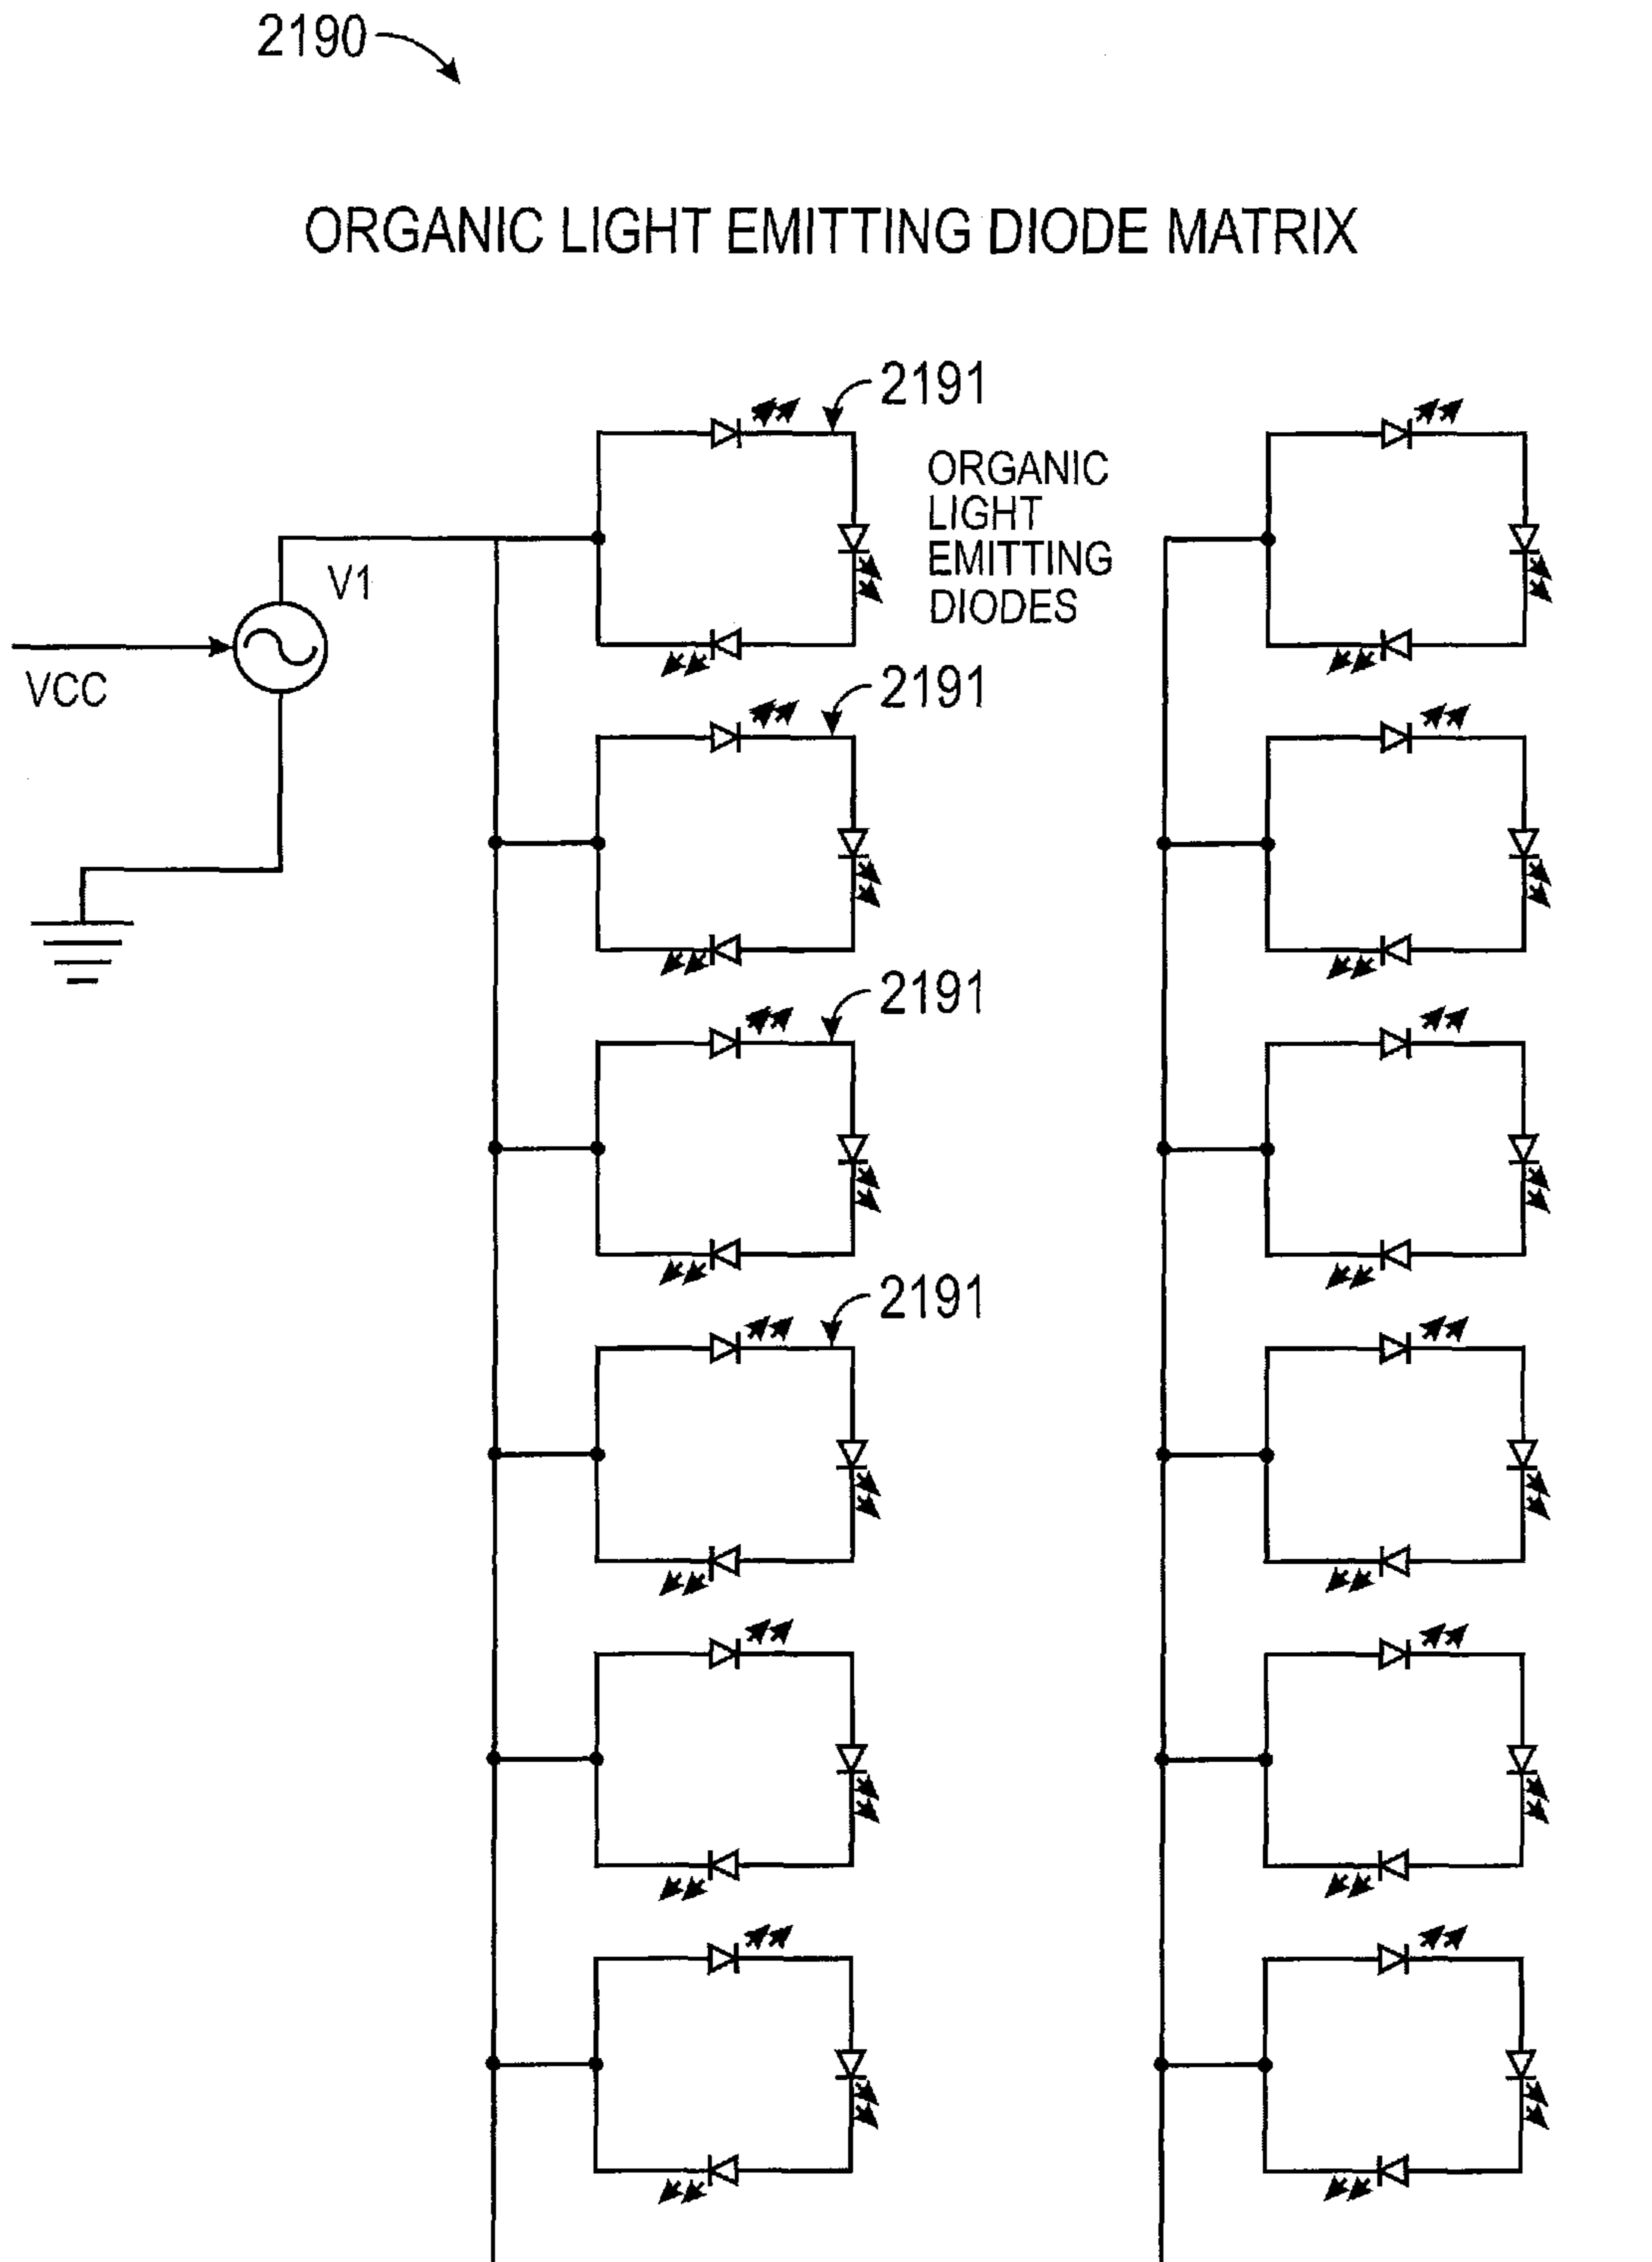 2190
ORGANIC LIGHT EMITTING DIODE MATRIX
2191
ORGANIC
LIGHT
EMITTING
DIODES
V1
VCC
2191
2191
2191